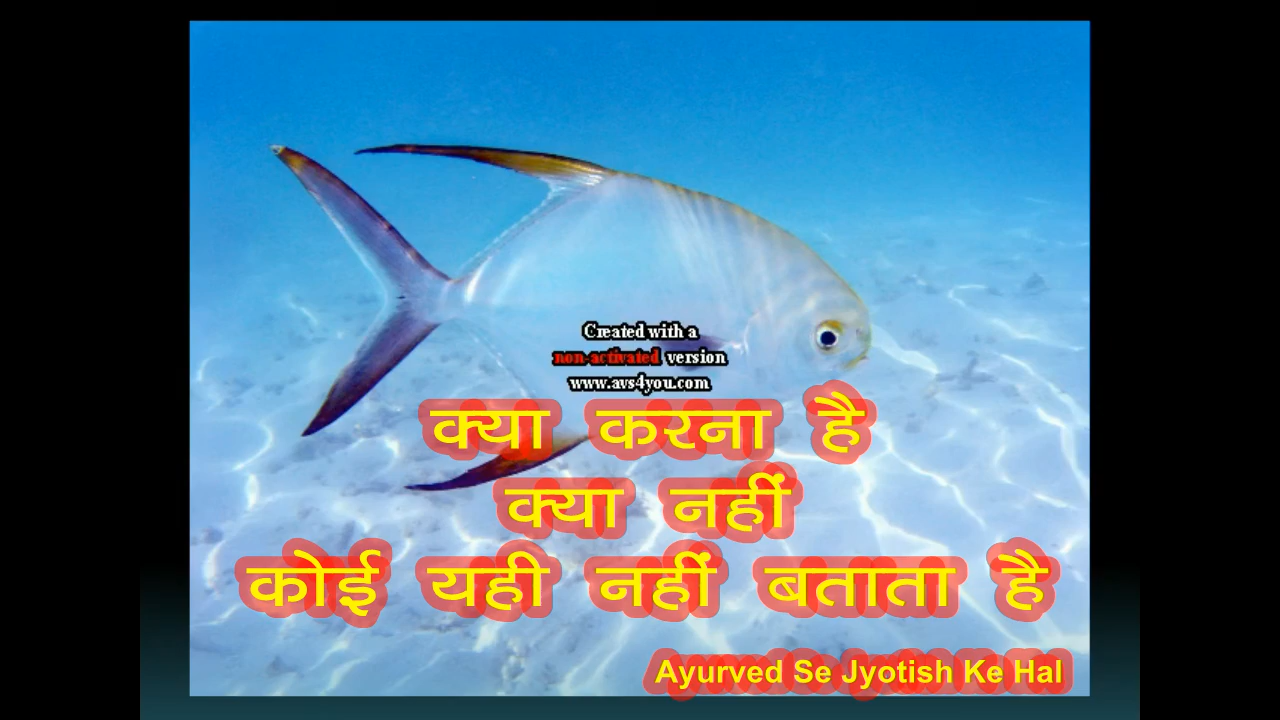 Created with a
non-activated version
www.avs4you.com
क्या करना है
क्या नहीं
कोई यही नहीं बताता है
Ayurved Se Jyotish Ke Hal